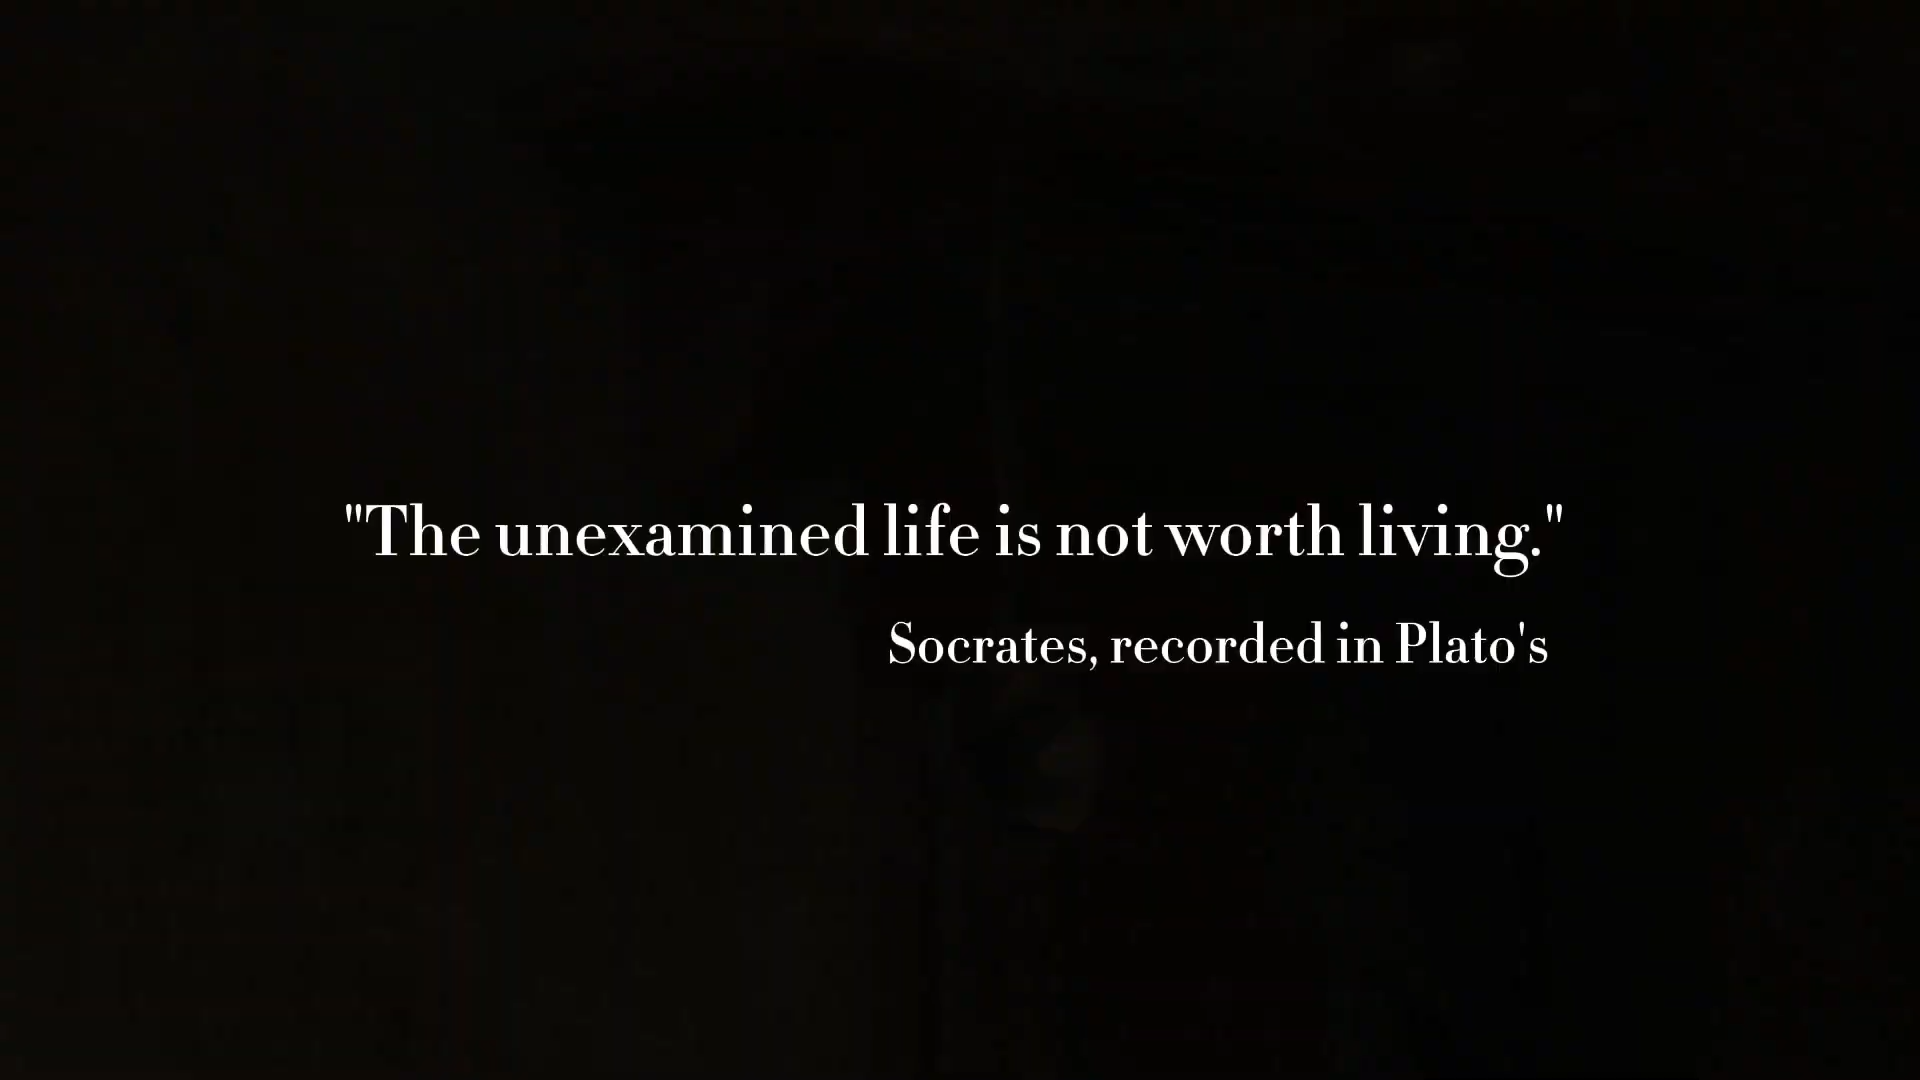 "The unexamined life is not worth living."
Socrates, recorded in Plato's